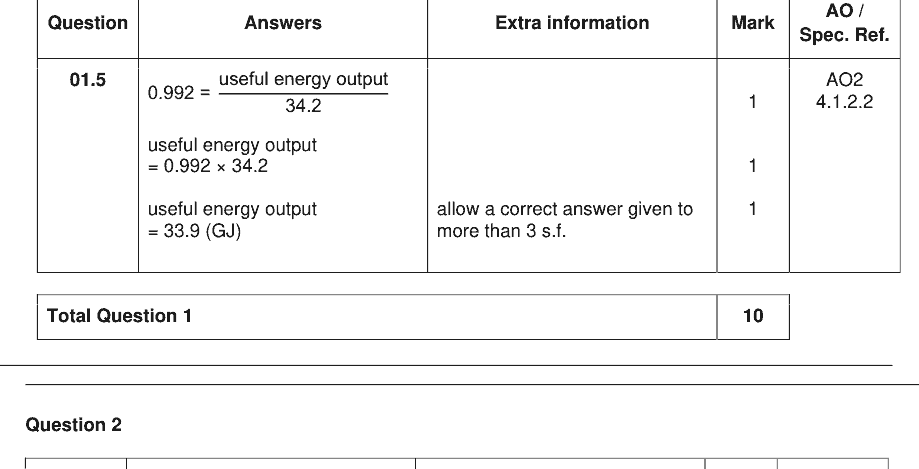 Question Answers Extra information Mark AO /
Spec. Ref.
01.5 0.992 = useful energy output AO2
34.2 1 4.1.2.2
useful energy output
= 0.992 × 34.2 1
useful energy output allow a correct answer given to 1
= 33.9 (GJ) more than 3 s.f.
Total Question 1 10
Question 2